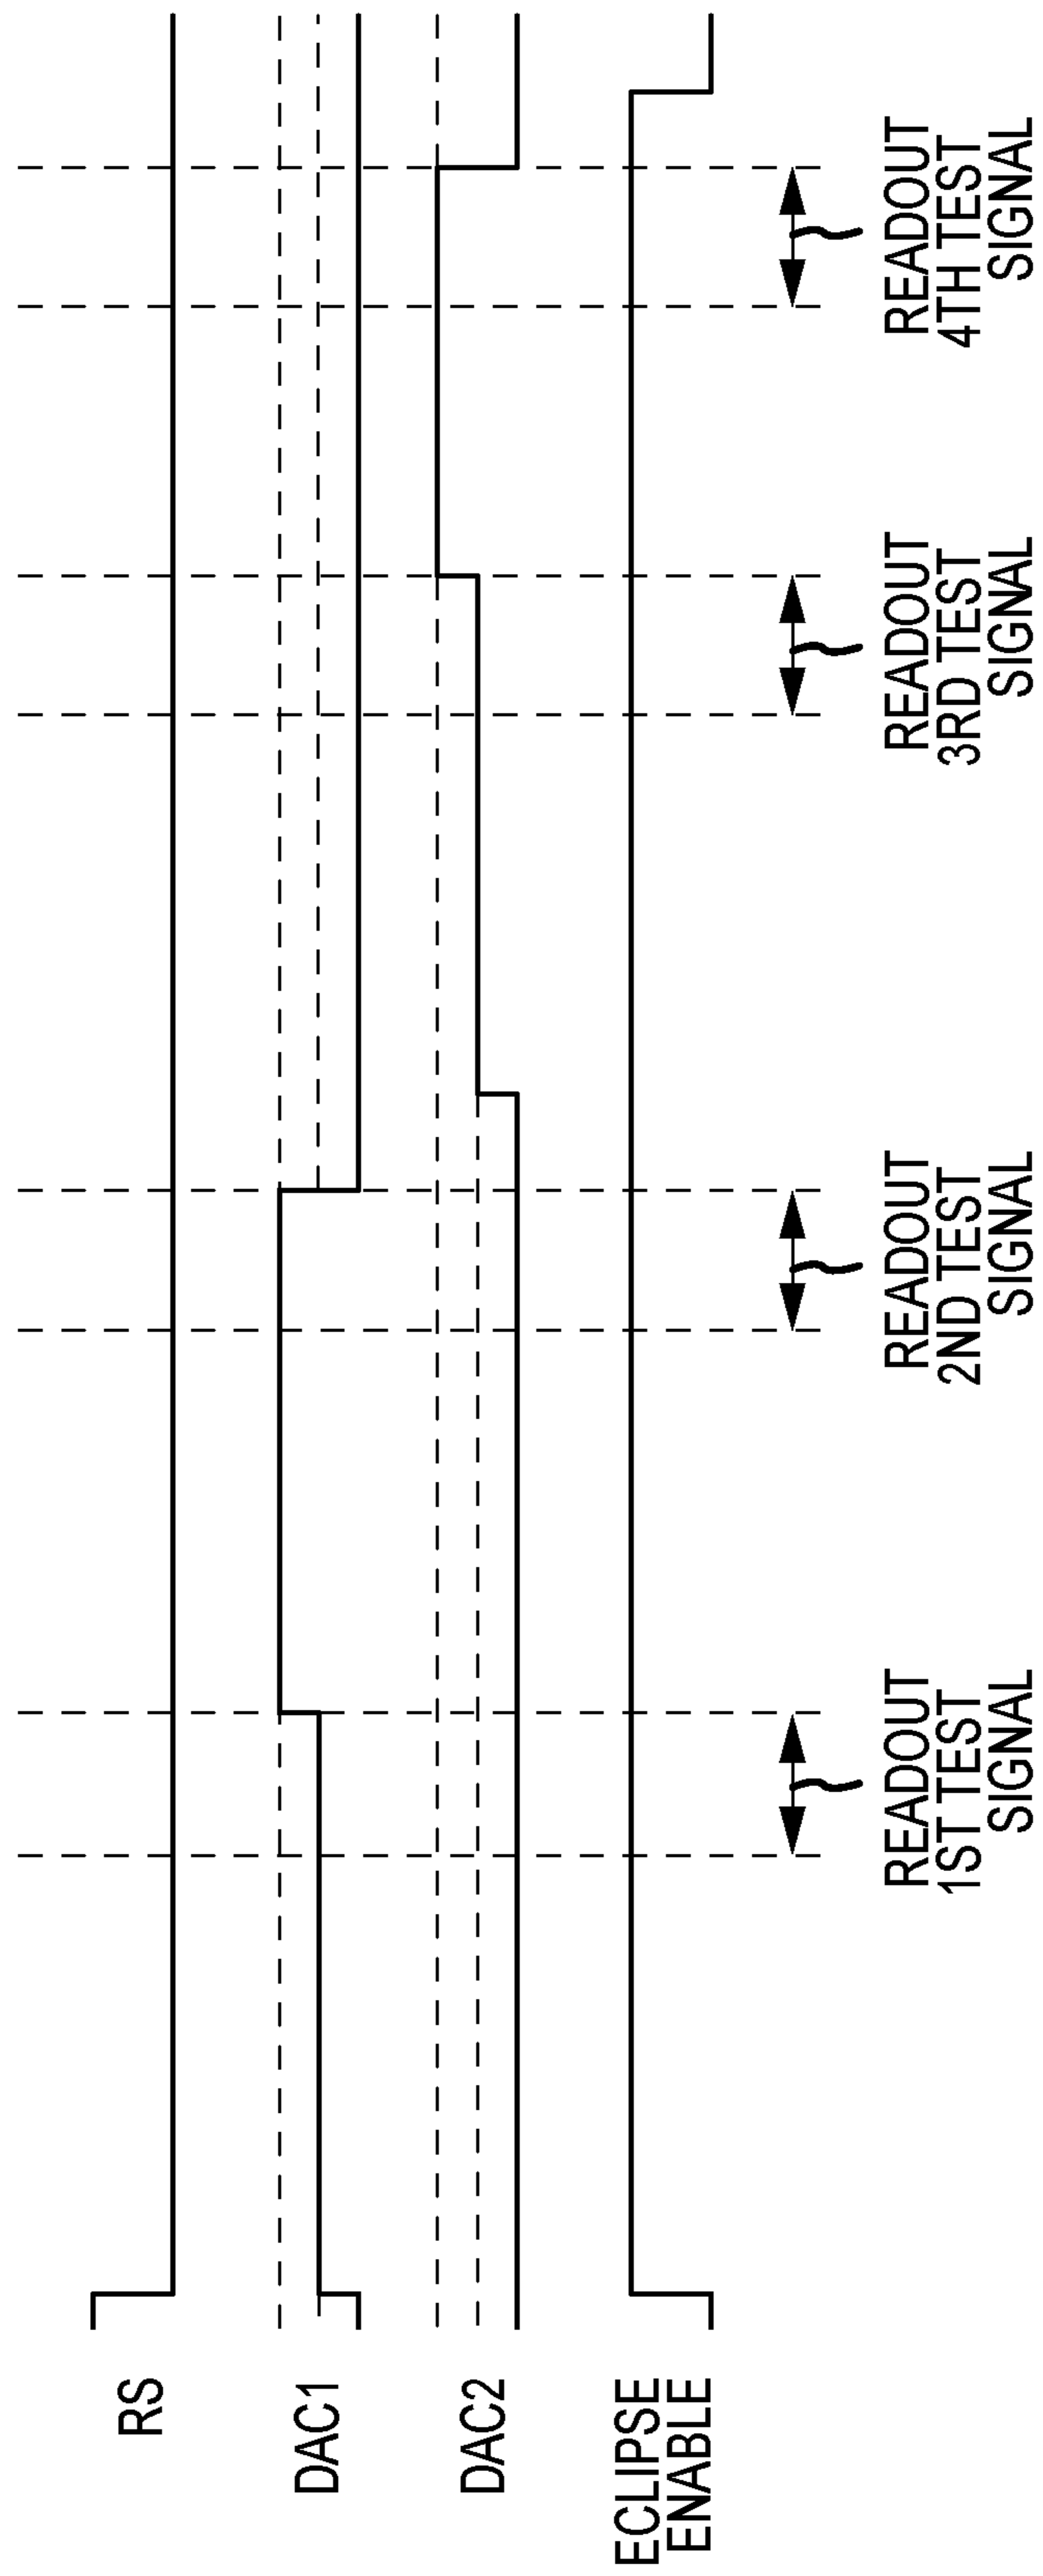 RS
DAC1
DAC2
ECLIPSE
ENABLE
READOUT
1ST TEST
SIGNAL
READOUT
2ND TEST
SIGNAL
READOUT
3RD TEST
SIGNAL
READOUT
4TH TEST
SIGNAL